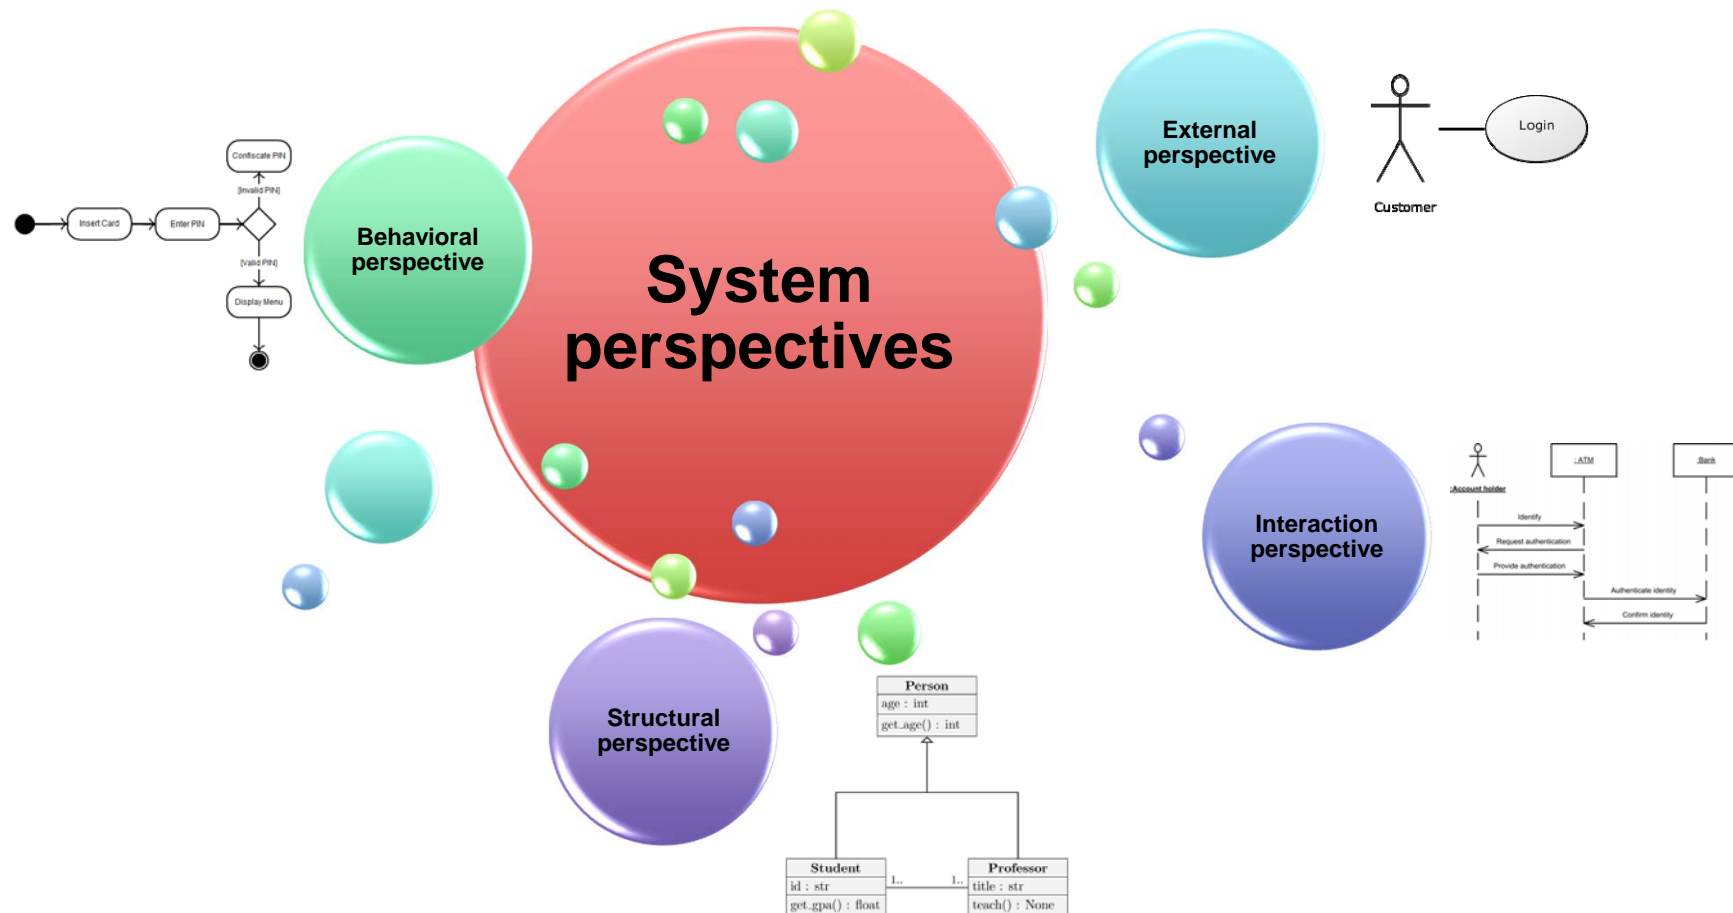 System
perspectives
Behavioral
perspective
Confiscate PIN
[Invalid PIN]
Insert Card
Enter PIN
[Valid PIN]
Display Menu
External
perspective
Login
Customer
Interaction
perspective
:Account holder
:ATM
:Bank
Identify
Request authentication
Provide authentication
Authenticate identity
Confirm identity
Structural
perspective
Person
age : int
get_age() : int
Student
id : str
get_gpa() : float
1..
1..
Professor
title : str
teach() : None